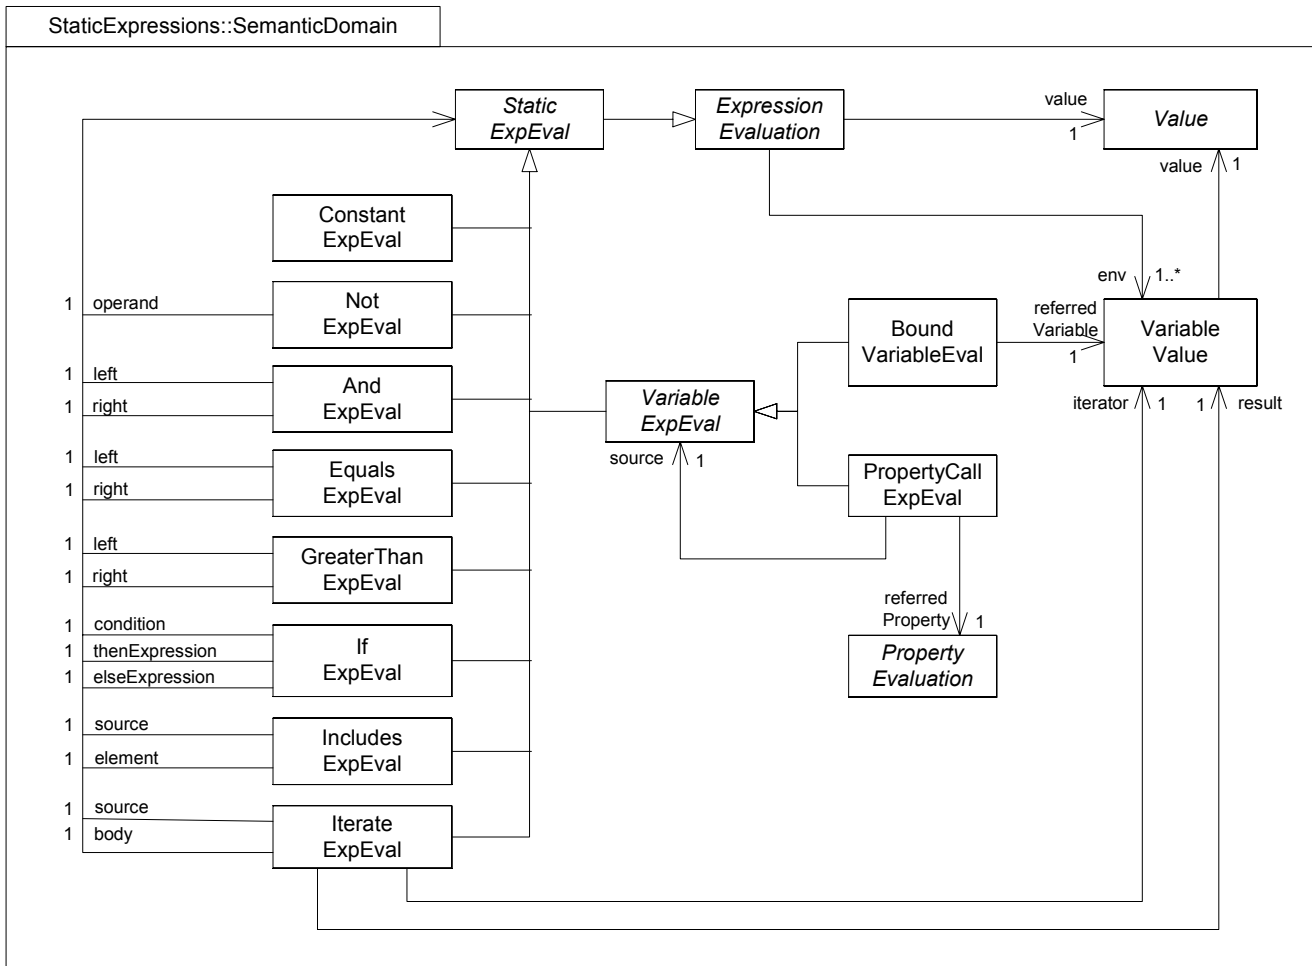 StaticExpressions::SemanticDomain
Static
ExpEval
Expression
Evaluation
value
1
Value
value
1
Constant
ExpEval
env
1..*
1
operand
Not
ExpEval
Bound
VariableEval
referred
Variable
1
Variable
Value
1
left
1
right
And
ExpEval
Variable
ExpEval
iterator
1
1
result
source
1
1
left
1
right
Equals
ExpEval
PropertyCall
ExpEval
1
left
1
right
GreaterThan
ExpEval
referred
Property
1
1
condition
1
thenExpression
1
elseExpression
If
ExpEval
Property
Evaluation
1
source
1
element
Includes
ExpEval
1
source
1
body
Iterate
ExpEval